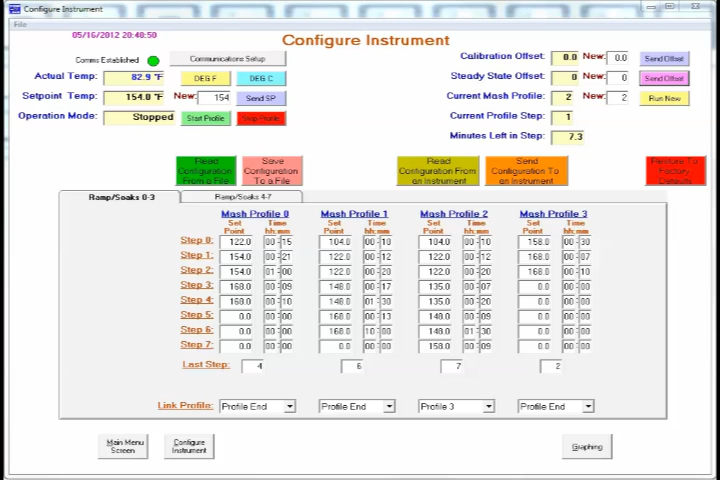 Configure Instrument
File
05/16/2012 20:48:50
Configure Instrument
Comms Established Communications Setup
Calibration Offset: 0.0 New: 0.0 Send Offset
Actual Temp: 82.9 °F DEG F DEG C
Steady State Offset: 0 New: 0 Send Offset
Setpoint Temp: 154.0 °F New: 154 Send SP
Current Mash Profile: 2 New: 2 Run New
Operation Mode: Stopped Start Profile Stop Profile
Current Profile Step: 1
Minutes Left in Step: 7.3
Read Configuration From a File
Save Configuration To a File
Read Configuration From an Instrument
Send Configuration To an Instrument
Restore To Factory Defaults
Ramp/Soaks 0-3 Ramp/Soaks 4-7
Mash Profile 0 Mash Profile 1 Mash Profile 2 Mash Profile 3
Set Point Time hh:mm Set Point Time hh:mm Set Point Time hh:mm Set Point Time hh:mm
Step 0: 122.0 00:15 104.0 00:10 104.0 00:10 158.0 00:30
Step 1: 154.0 00:21 122.0 00:12 122.0 00:12 168.0 00:07
Step 2: 154.0 01:00 122.0 00:20 122.0 00:20 168.0 00:10
Step 3: 168.0 00:09 148.0 00:17 135.0 00:07 0.0 00:00
Step 4: 168.0 00:10 148.0 01:30 135.0 00:20 0.0 00:00
Step 5: 0.0 00:00 168.0 00:13 148.0 00:09 0.0 00:00
Step 6: 0.0 00:00 168.0 10:00 148.0 01:30 0.0 00:00
Step 7: 0.0 00:00 0.0 00:00 158.0 00:09 0.0 00:00
Last Step: 4 6 7 2
Link Profile: Profile End Profile End Profile 3 Profile End
Main Menu Screen
Configure Instrument
Graphing